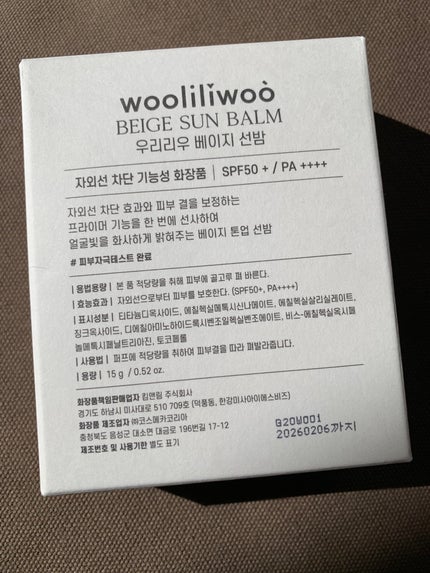 wooliliwoo
BEIGE SUN BALM
우리리우 베이지 선밤
자외선 차단 기능성 화장품 | SPF50 + / PA ++++
자외선 차단 효과와 피부 결을 보정하는
프라이머 기능을 한 번에 선사하여
얼굴빛을 화사하게 밝혀주는 베이지 톤업 선밤
# 피부자극테스트 완료
| 용법용량 | 본 품 적당량을 취해 피부에 골고루 펴 바른다.
| 효능효과 | 자외선으로부터 피부를 보호한다. (SPF50+, PA++++)
| 표시성분 | 티타늄디옥사이드, 에칠헥실메톡시신나메이트, 에칠헥실살리실레이트,
징크옥사이드, 디에칠아미노하이드록시벤조일헥실벤조에이트, 비스-에칠헥실옥시페
놀메톡시페닐트리아진, 토코페롤
| 사용법 | 퍼프에 적당량을 취하여 피부결을 따라 펴발라줍니다.
| 용량 | 15 g / 0.52 oz.
화장품책임판매업자 킴앤릴 주식회사
경기도 하남시 미사대로 510 709호 (덕풍동, 한강미사아이에스비즈)
화장품 제조업자 ㈜코스메카코리아
충청북도 음성군 대소면 대금로 196번길 17-12
제조번호 및 사용기한 별도 표기
G20W001
20260206까지